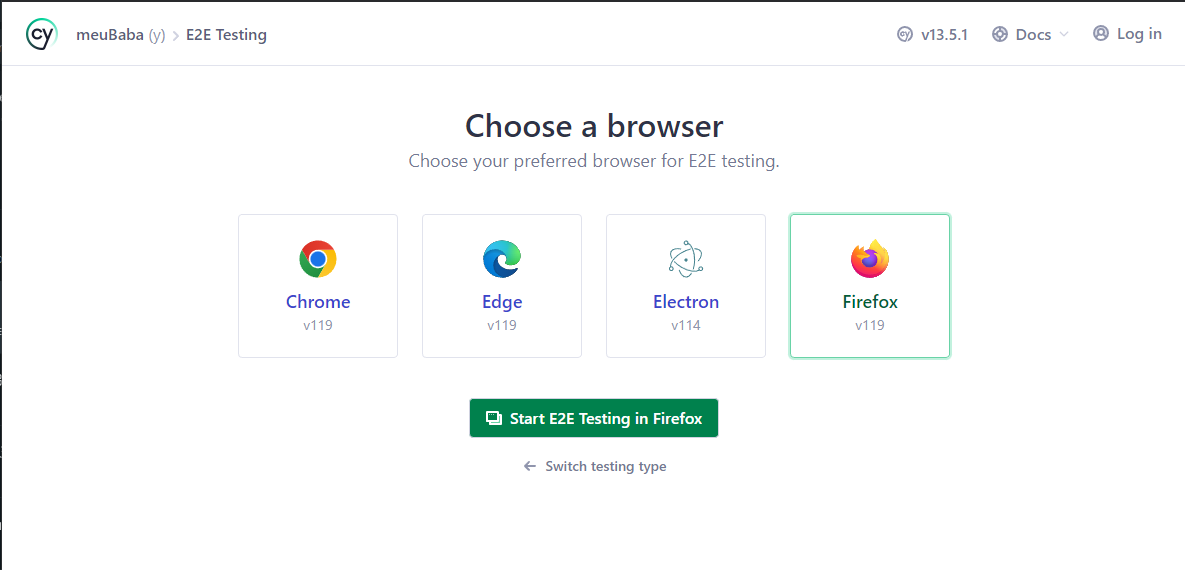 cy meuBaba (y) > E2E Testing v13.5.1 Docs Log in
Choose a browser
Choose your preferred browser for E2E testing.
Chrome Edge Electron Firefox
v119 v119 v114 v119
Start E2E Testing in Firefox
← Switch testing type